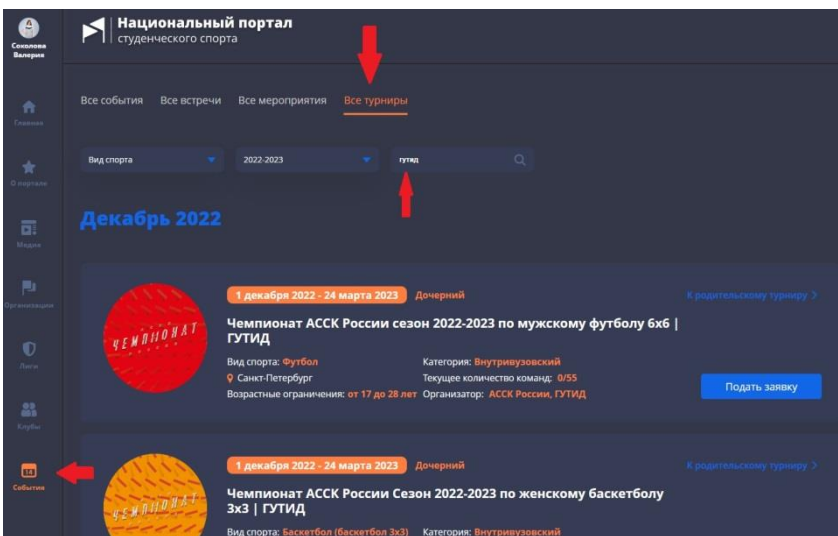 Соколова
Валерия
Национальный портал
студенческого спорта
Главная
О портале
Медиа
Организации
Лиги
Клубы
14
События
Все события Все встречи Все мероприятия Все турниры
Вид спорта 2022-2023 гутид
Декабрь 2022
ЧЕМПИОНАТ
1 декабря 2022 - 24 марта 2023 Дочерний К родительскому турниру >
Чемпионат АССК России сезон 2022-2023 по мужскому футболу 6х6 |
ГУТИД
Вид спорта: Футбол Категория: Внутривузовский
Санкт-Петербург Текущее количество команд: 0/55
Возрастные ограничения: от 17 до 28 лет Организатор: АССК России, ГУТИД
Подать заявку
ЧЕМПИОНАТ
1 декабря 2022 - 24 марта 2023 Дочерний К родительскому турниру >
Чемпионат АССК России Сезон 2022-2023 по женскому баскетболу
3х3 | ГУТИД
Вид спорта: Баскетбол (баскетбол 3х3) Категория: Внутривузовский